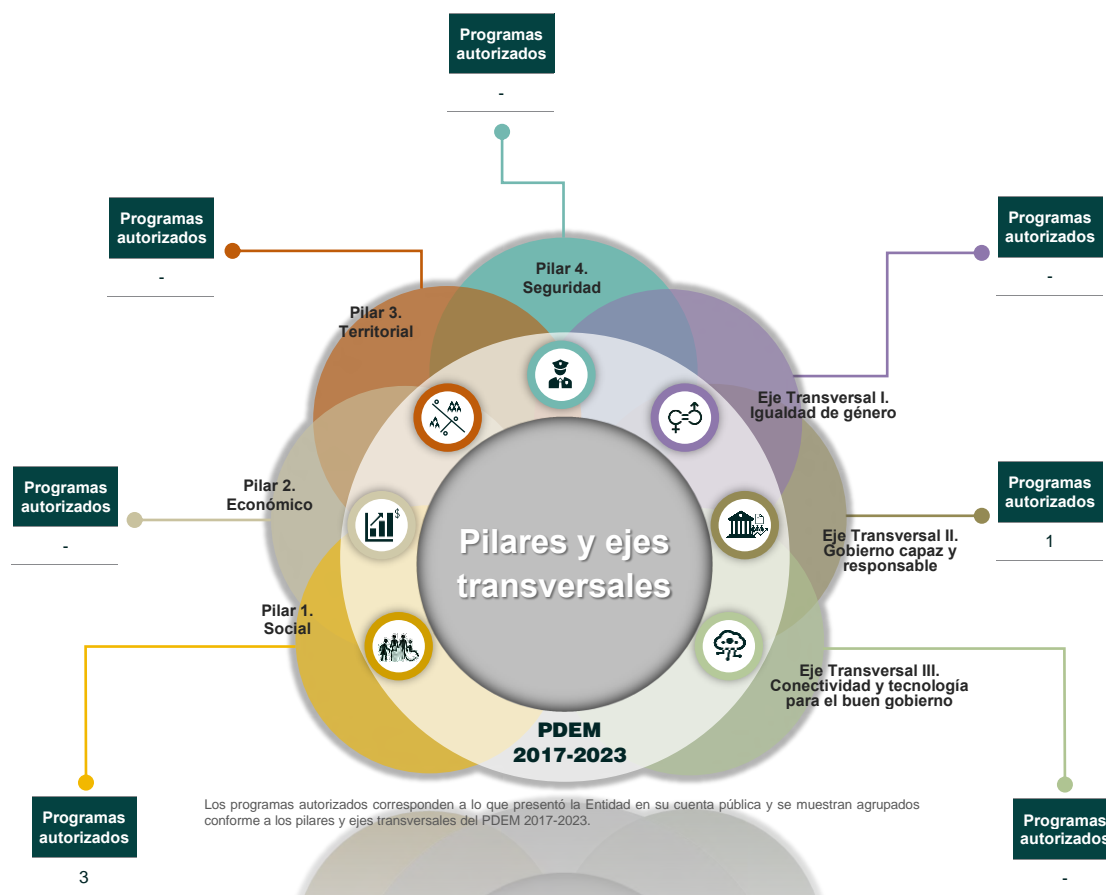 Programas
autorizados
-
Programas
autorizados
-
Programas
autorizados
-
Pilar 4.
Seguridad
Pilar 3.
Territorial
Eje Transversal I.
Igualdad de género
Programas
autorizados
-
Pilar 2.
Económico
$
Programas
autorizados
1
Eje Transversal II.
Gobierno capaz y
responsable
Pilares y ejes
transversales
Pilar 1.
Social
Eje Transversal III.
Conectividad y tecnología
para el buen gobierno
PDEM
2017-2023
Programas
autorizados
3
Los programas autorizados corresponden a lo que presentó la Entidad en su cuenta pública y se muestran agrupados
conforme a los pilares y ejes transversales del PDEM 2017-2023.
Programas
autorizados
-